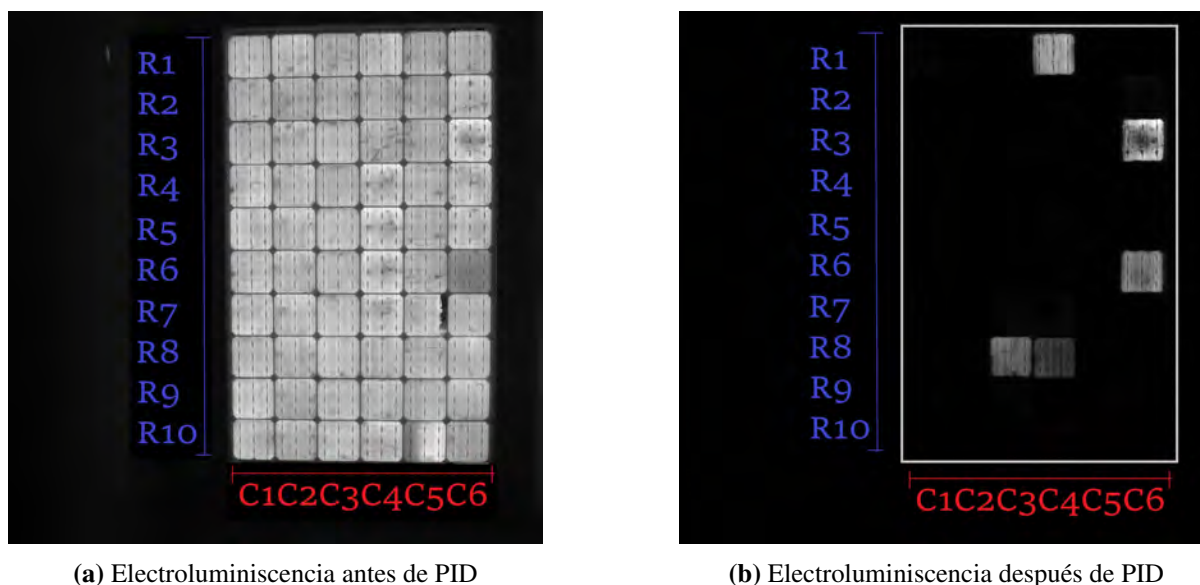 R1
R2
R3
R4
R5
R6
R7
R8
R9
R10
C1C2C3C4C5C6
(a) Electroluminiscencia antes de PID
R1
R2
R3
R4
R5
R6
R7
R8
R9
R10
C1C2C3C4C5C6
(b) Electroluminiscencia después de PID